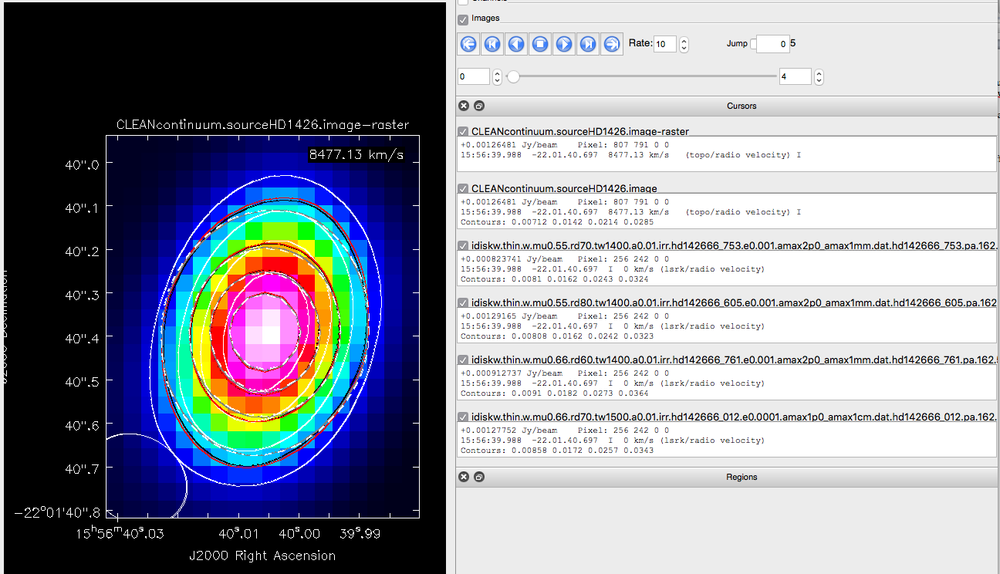 Images
Rate: 10
Jump 0 5
0
4
Cursors
CLEANcontinuum.sourceHD1426.image-raster
+0.00126481 Jy/beam Pixel: 807 791 0 0
15:56:39.988 -22.01.40.697 8477.13 km/s (topo/radio velocity) I
CLEANcontinuum.sourceHD1426.image
+0.00126481 Jy/beam Pixel: 807 791 0 0
15:56:39.988 -22.01.40.697 8477.13 km/s (topo/radio velocity) I
Contours: 0.00712 0.0142 0.0214 0.0285
idiskw.thin.w.mu0.55.rd70.tw1400.a0.01.irr.hd142666_753.e0.001.amax2p0_amax1mm.dat.hd142666_753.pa.162.
+0.000823741 Jy/beam Pixel: 256 242 0 0
15:56:39.988 -22.01.40.697 I 0 km/s (lsrk/radio velocity)
Contours: 0.0081 0.0162 0.0243 0.0324
idiskw.thin.w.mu0.55.rd80.tw1400.a0.01.irr.hd142666_605.e0.001.amax2p0_amax1mm.dat.hd142666_605.pa.162
+0.00129165 Jy/beam Pixel: 256 242 0 0
15:56:39.988 -22.01.40.697 I 0 km/s (lsrk/radio velocity)
Contours: 0.00808 0.0162 0.0242 0.0323
idiskw.thin.w.mu0.66.rd60.tw1400.a0.01.irr.hd142666_761.e0.001.amax2p0_amax1mm.dat.hd142666_761.pa.162.
+0.000912737 Jy/beam Pixel: 256 242 0 0
15:56:39.988 -22.01.40.697 I 0 km/s (lsrk/radio velocity)
Contours: 0.0091 0.0182 0.0273 0.0364
idiskw.thin.w.mu0.66.rd70.tw1500.a0.01.irr.hd142666_012.e0.0001.amax1p0_amax1cm.dat.hd142666_012.pa.162.
+0.00127752 Jy/beam Pixel: 256 242 0 0
15:56:39.988 -22.01.40.697 I 0 km/s (lsrk/radio velocity)
Contours: 0.00858 0.0172 0.0257 0.0343
Regions
CLEANcontinuum.sourceHD1426.image-raster
8477.13 km/s
40".0
40".1
40".2
40".3
40".4
40".5
40".6
40".7
-22°01'40".8
15ʰ56ᵐ40ˢ.03 40ˢ.01 40ˢ.00 39ˢ.99
J2000 Right Ascension